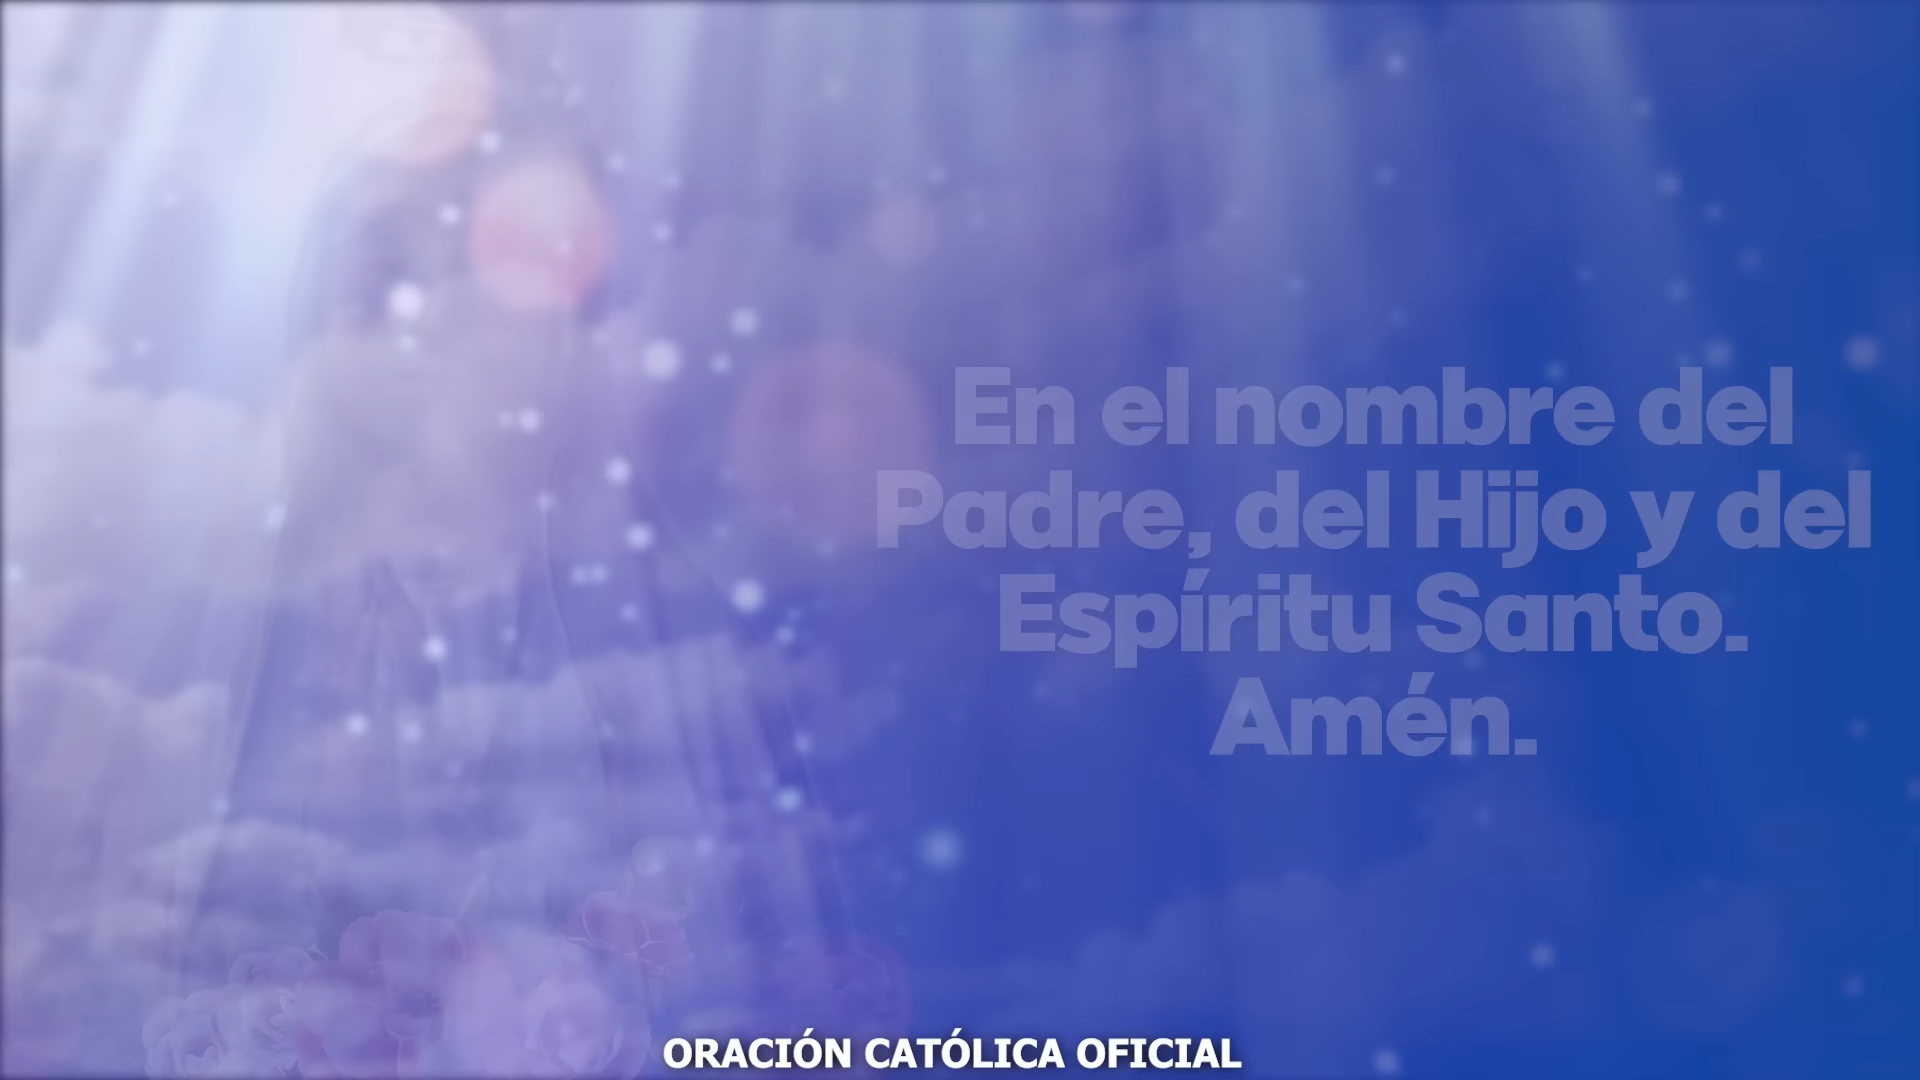 En el nombre del
Padre, del Hijo y del
Espíritu Santo.
Amén.
ORACIÓN CATÓLICA OFICIAL